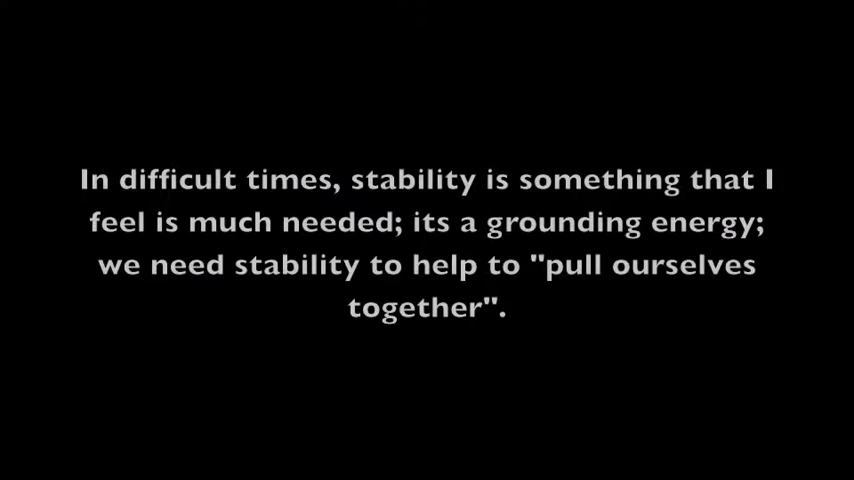 In difficult times, stability is something that I
feel is much needed; its a grounding energy;
we need stability to help to "pull ourselves
together".